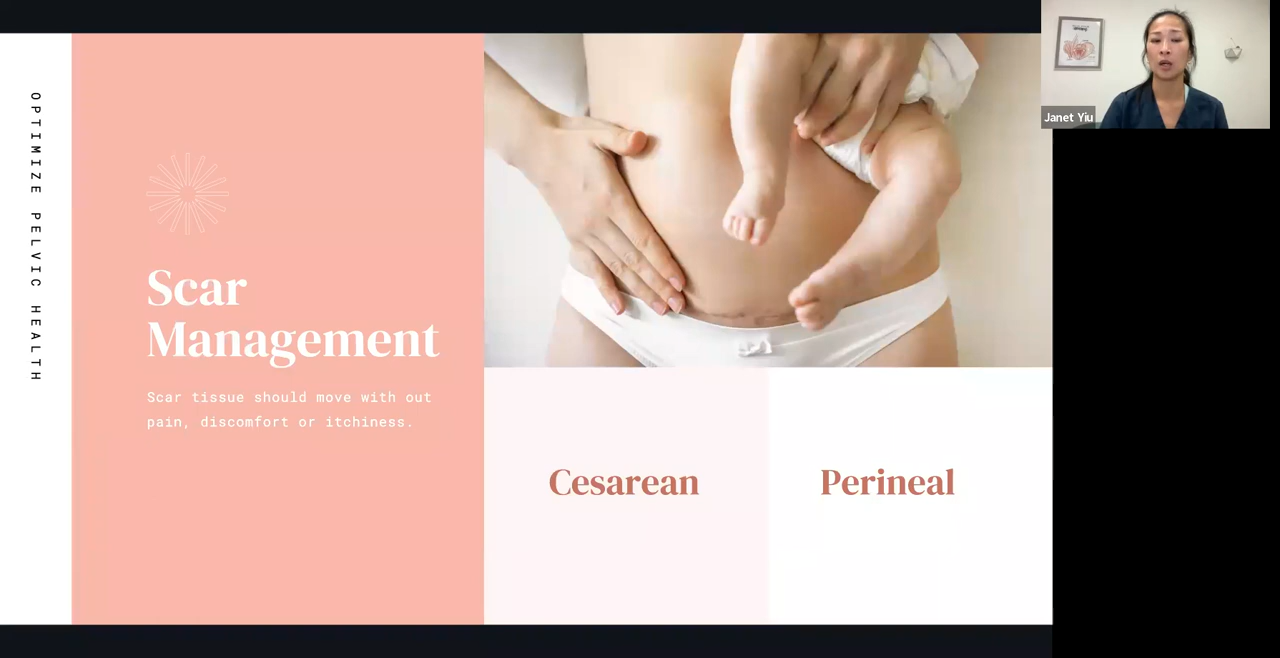 OPTIMIZE PELVIC HEALTH
Scar
Management
Scar tissue should move with out
pain, discomfort or itchiness.
Cesarean
Perineal
Janet Yiu